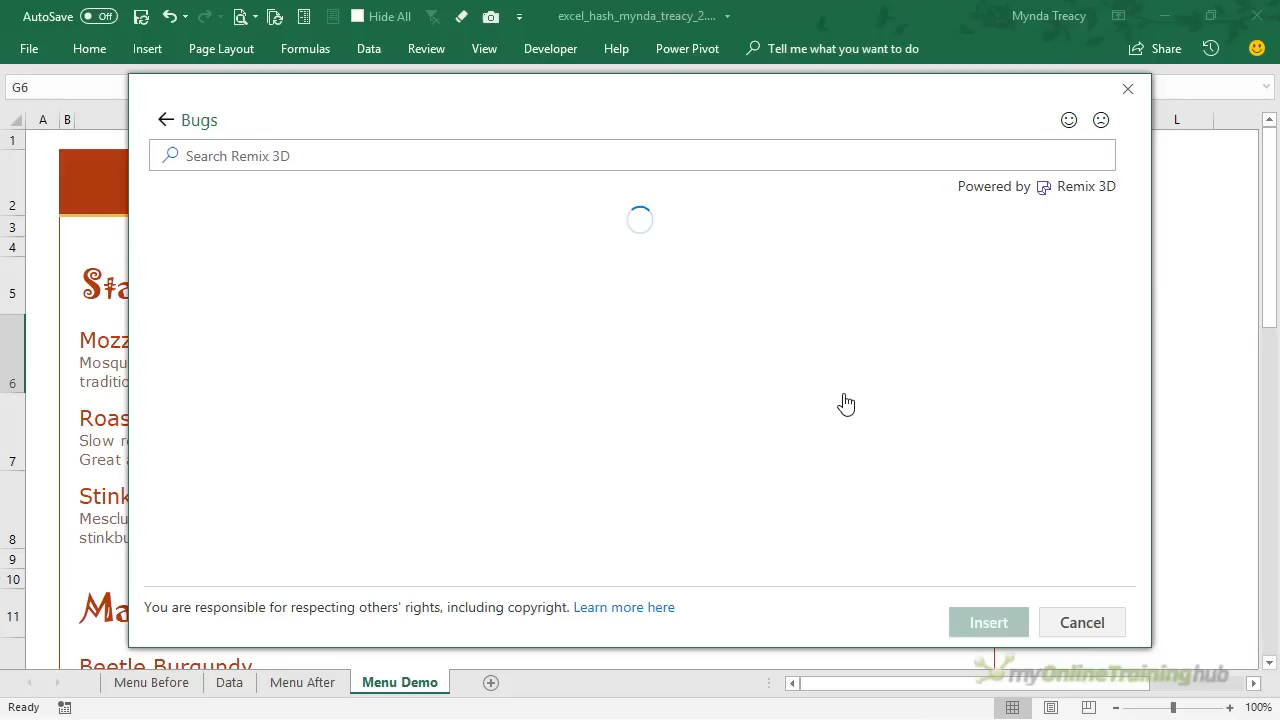 AutoSave Off Hide All excel_hash_mynda_treacy_2.... Mynda Treacy
File Home Insert Page Layout Formulas Data Review View Developer Help Power Pivot Tell me what you want to do Share
G6
Bugs
Search Remix 3D
Powered by Remix 3D
A B L
1
2
3
4
5 Sta
Mozz
Mosqu
6 traditio
Roas
Slow r
7 Great a
Stink
Mesclu
8 stinkbu
9
10
11 Ma
Beetle Burgundy
You are responsible for respecting others' rights, including copyright. Learn more here
Insert Cancel
myOnlineTraininghub
Menu Before Data Menu After Menu Demo
Ready 100%